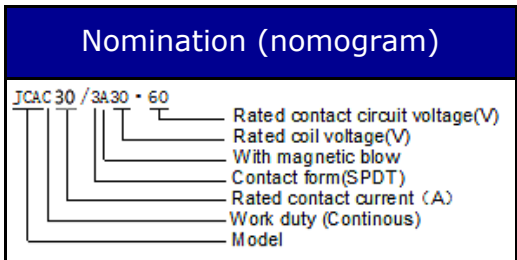 Nomination (nomogram)
JCAC30/3A30·60
Rated contact circuit voltage(V)
Rated coil voltage(V)
With magnetic blow
Contact form(SPDT)
Rated contact current（A）
Work duty (Continous)
Model